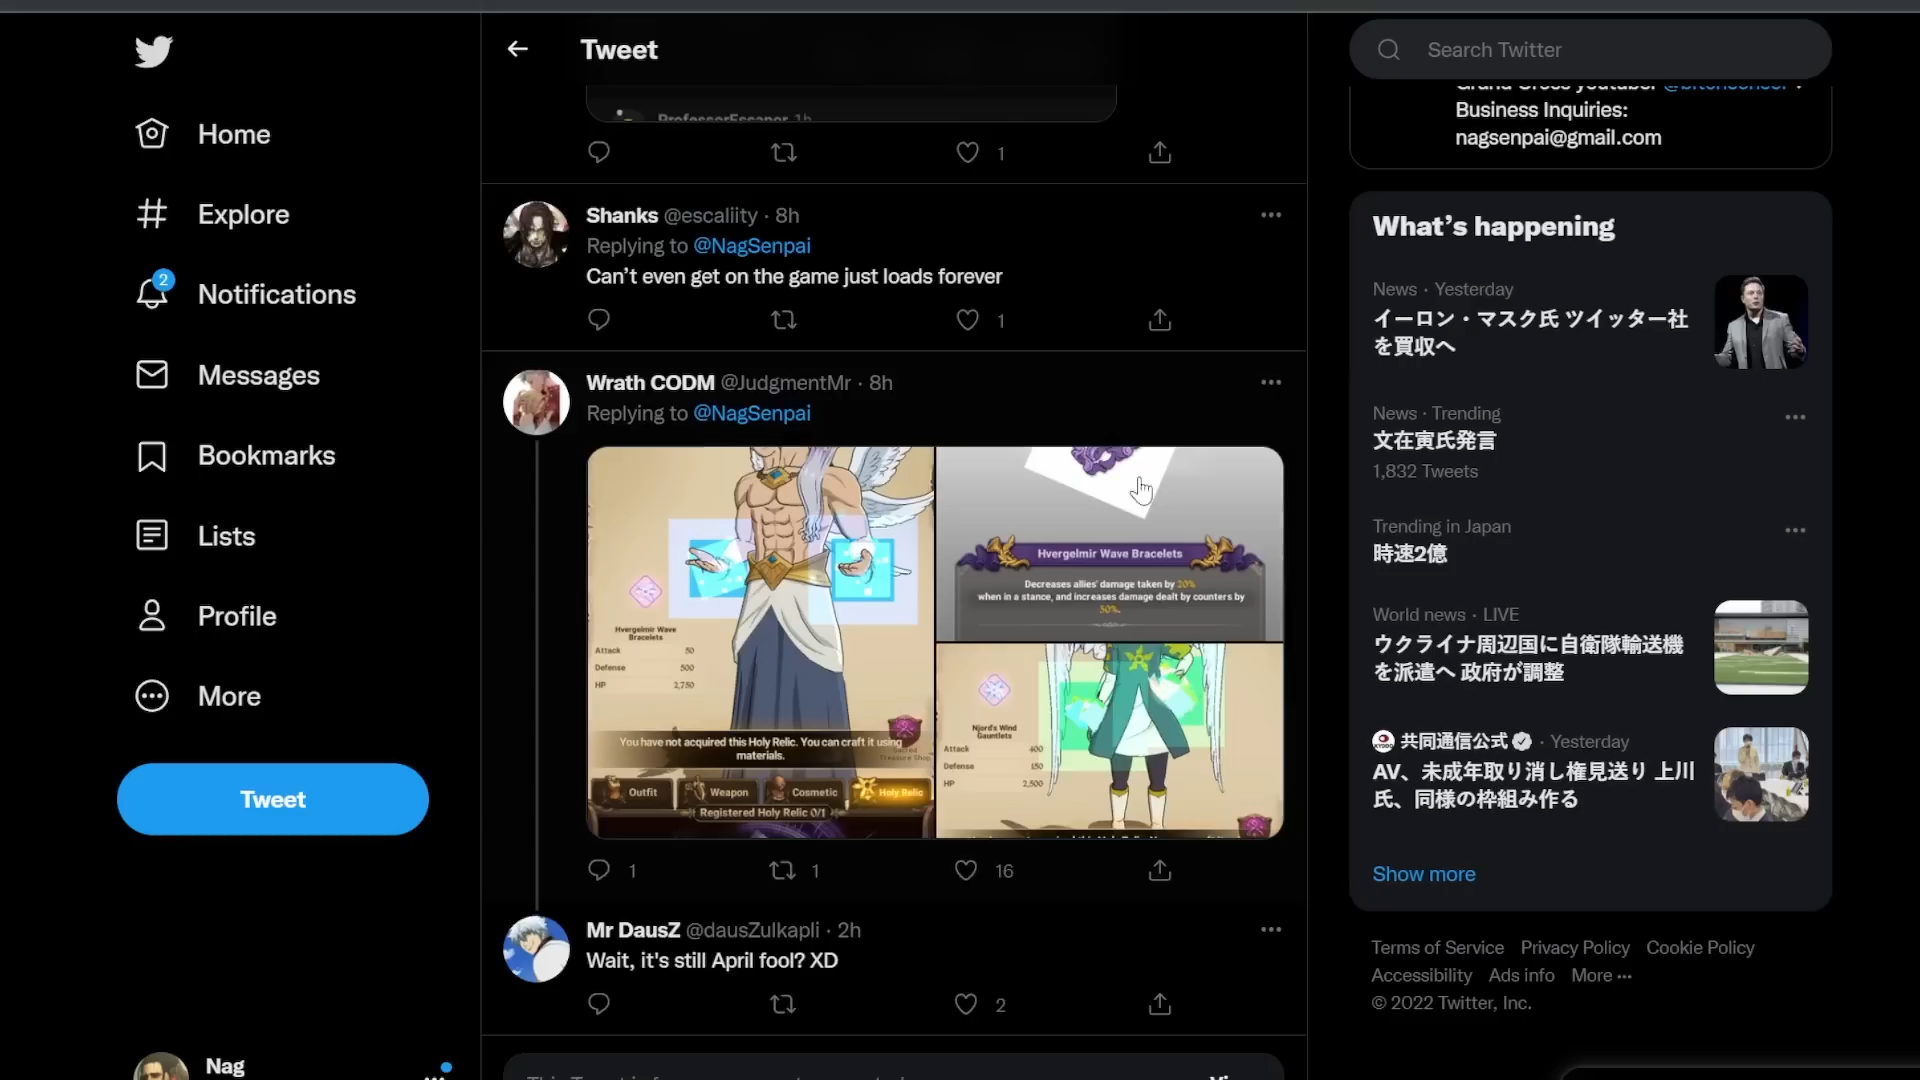 Home
Explore
2
Notifications
Messages
Bookmarks
Lists
Profile
More
Tweet
Nag
Tweet
ProfessorEscanor 1h
1
Shanks @escaliity · 8h
Replying to @NagSenpai
Can't even get on the game just loads forever
1
Wrath CODM @JudgmentMr · 8h
Replying to @NagSenpai
Hvergelmir Wave
Bracelets
Attack 50
Defense 500
HP 2,750
You have not acquired this Holy Relic. You can craft it using
materials.
Outfit
Weapon
Cosmetic
Holy Relic
Registered Holy Relic 0/1
Hvergelmir Wave Bracelets
Decreases allies' damage taken by 20%
when in a stance, and increases damage dealt by counters by
30%.
Njord's Wind
Gauntlets
Attack 400
Defense 150
HP 2,500
1
1
16
Mr DausZ @dausZulkapli · 2h
Wait, it's still April fool? XD
2
Search Twitter
Business Inquiries:
nagsenpai@gmail.com
What's happening
News · Yesterday
イーロン・マスク氏 ツイッター社
を買収へ
News · Trending
文在寅氏発言
1,832 Tweets
Trending in Japan
時速2億
World news · LIVE
ウクライナ周辺国に自衛隊輸送機
を派遣へ 政府が調整
KYODO 共同通信公式 · Yesterday
AV、未成年取り消し権見送り 上川
氏、同様の枠組み作る
Show more
Terms of Service Privacy Policy Cookie Policy
Accessibility Ads info More ···
© 2022 Twitter, Inc.